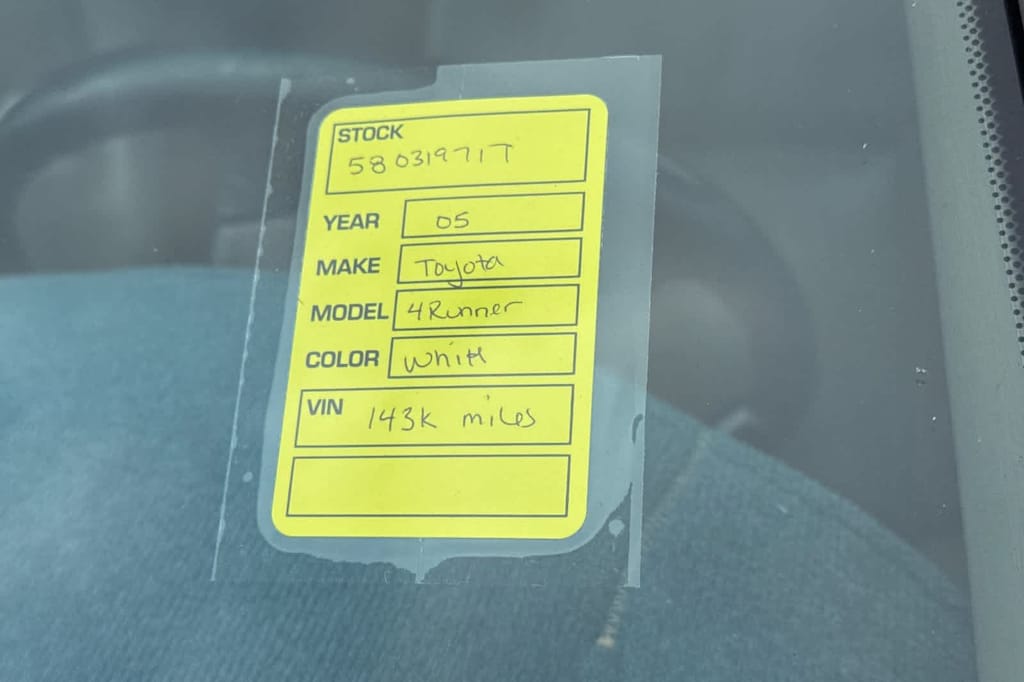 STOCK
58031971T
YEAR 05
MAKE Toyota
MODEL 4Runner
COLOR White
VIN 143K miles